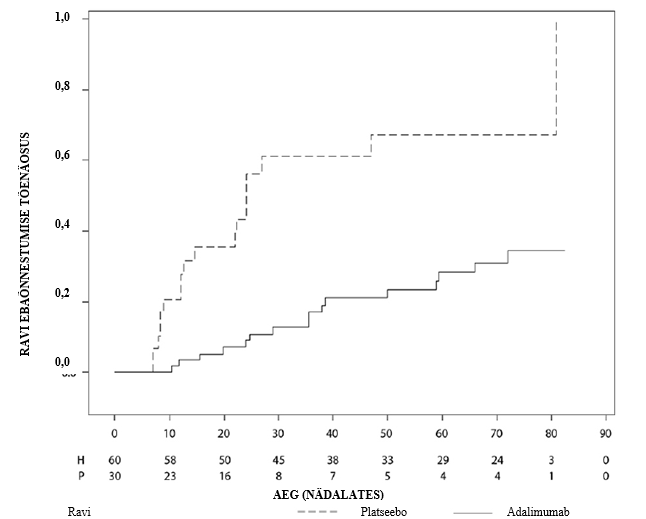 1,0
0,8
0,6
0,4
0,2
0,0
RAVI EBAÕNNESTUMISE TÕENÄOSUS
0 10 20 30 40 50 60 70 80 90
H 60 58 50 45 38 33 29 24 3 0
P 30 23 16 8 7 5 4 4 1 0
AEG (NÄDALATES)
Ravi Platseebo Adalimumab